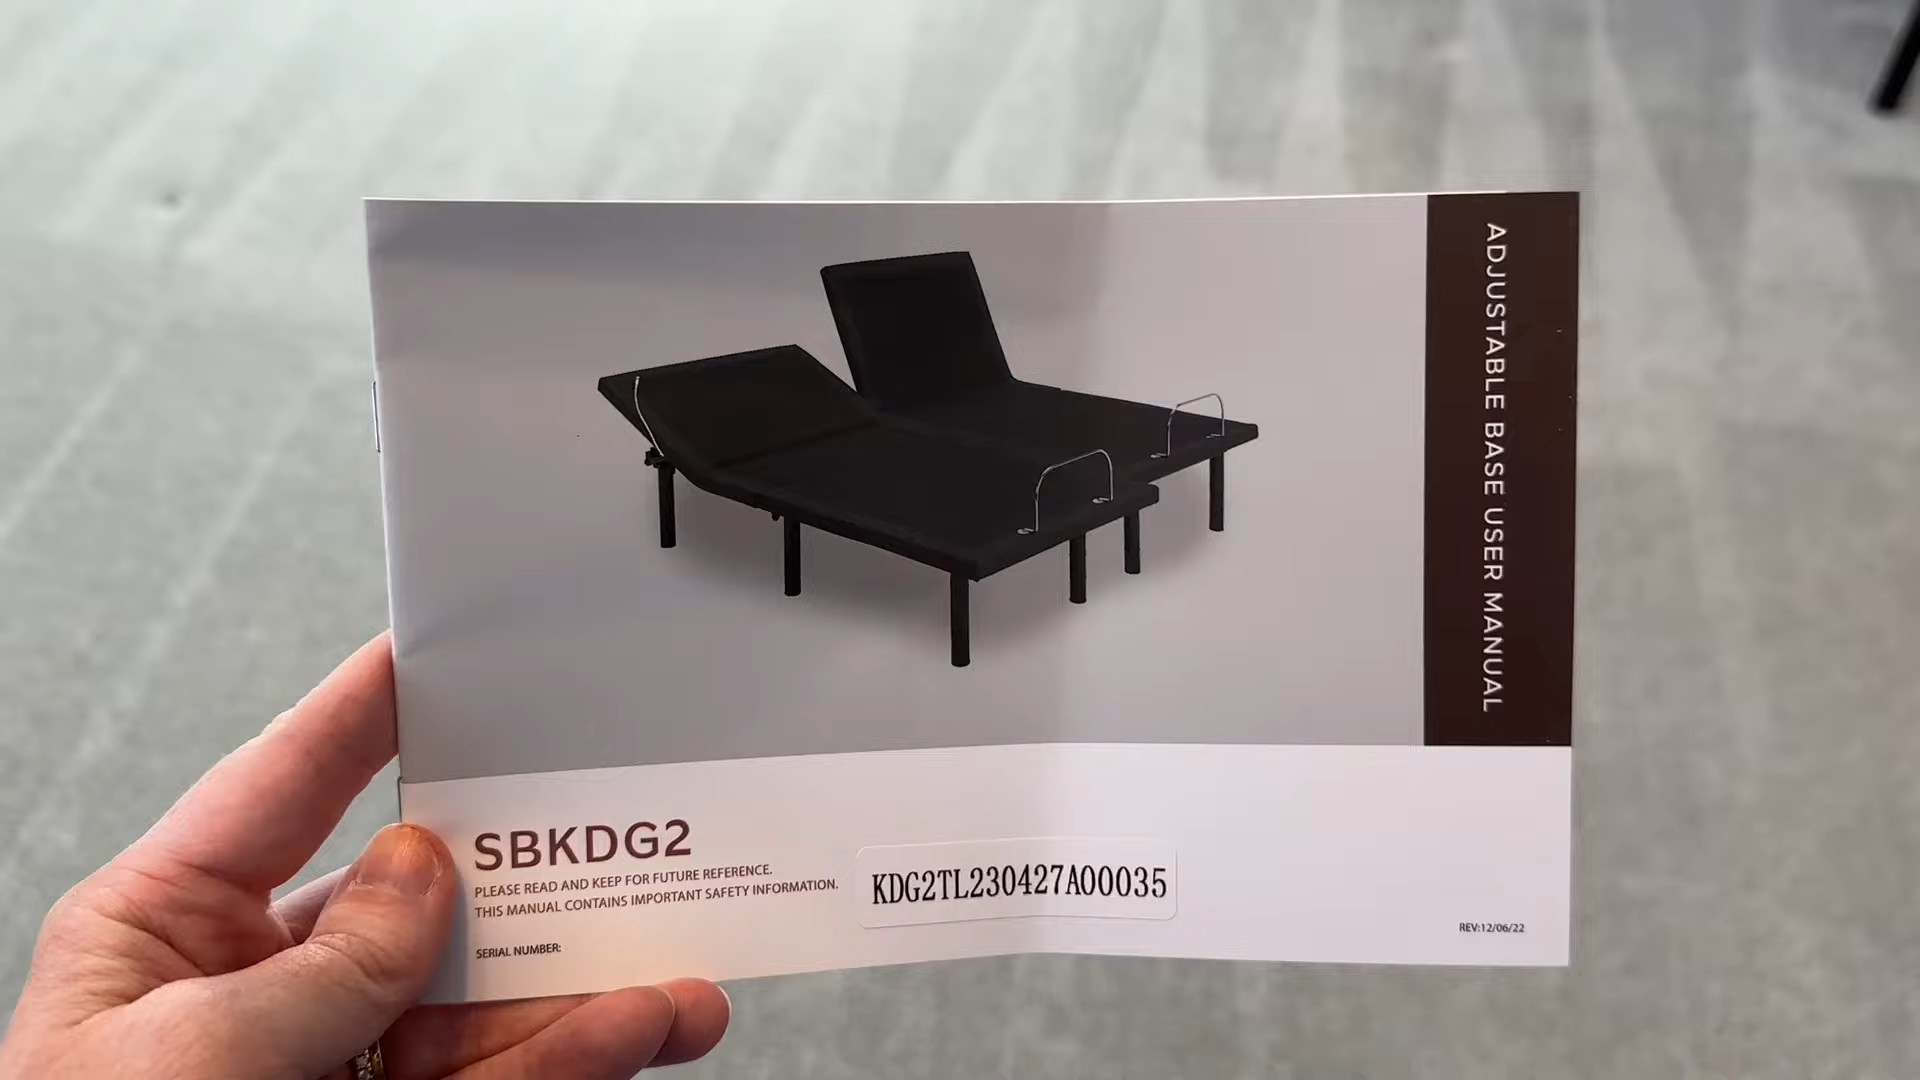 ADJUSTABLE BASE USER MANUAL
SBKDG2
PLEASE READ AND KEEP FOR FUTURE REFERENCE.
THIS MANUAL CONTAINS IMPORTANT SAFETY INFORMATION.
KDG2TL230427A00035
SERIAL NUMBER:
REV:12/06/22